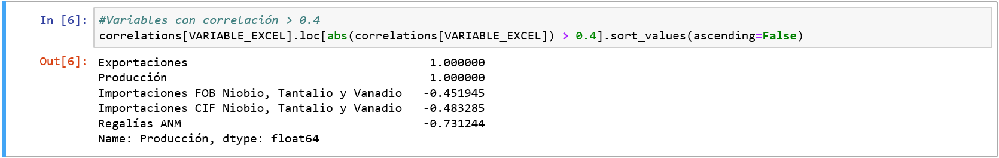 In [6]: #Variables con correlación > 0.4
correlations[VARIABLE_EXCEL].loc[abs(correlations[VARIABLE_EXCEL]) > 0.4].sort_values(ascending=False)
Out[6]: Exportaciones 1.000000
Producción 1.000000
Importaciones FOB Niobio, Tantalio y Vanadio -0.451945
Importaciones CIF Niobio, Tantalio y Vanadio -0.483285
Regalías ANM -0.731244
Name: Producción, dtype: float64